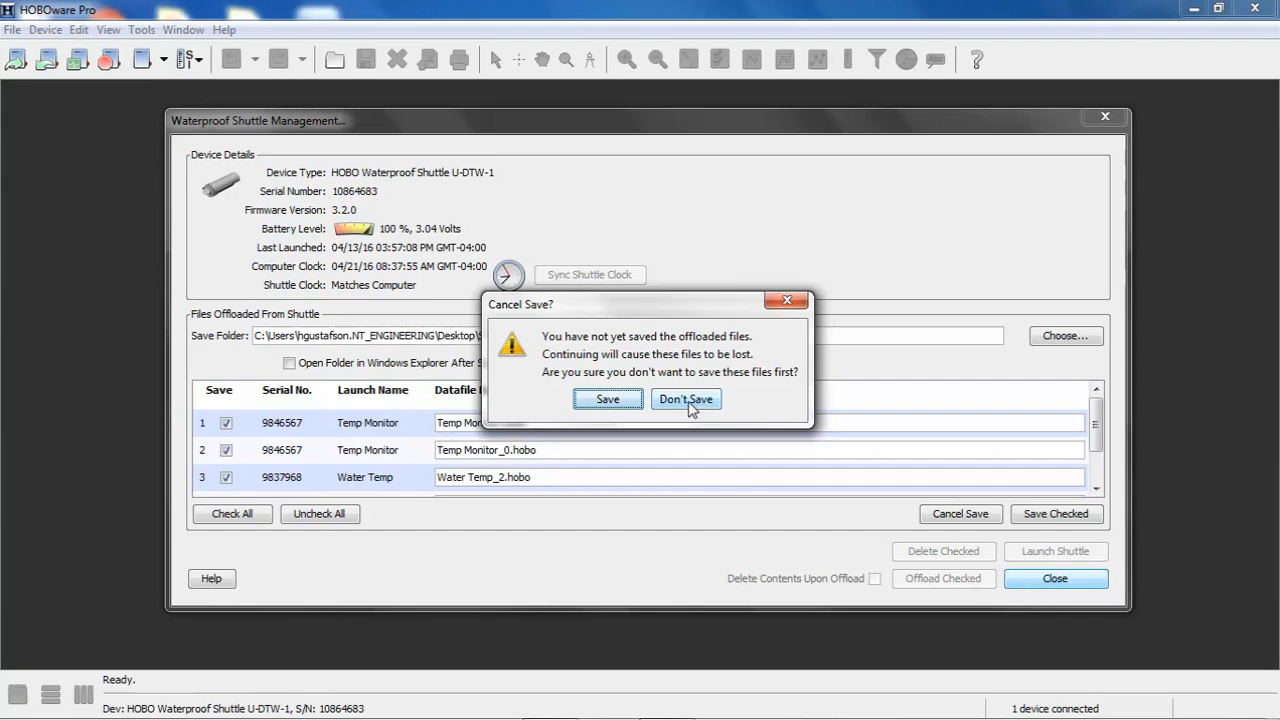 HOBOware Pro
File Device Edit View Tools Window Help
Waterproof Shuttle Management...
Device Details
Device Type: HOBO Waterproof Shuttle U-DTW-1
Serial Number: 10864683
Firmware Version: 3.2.0
Battery Level: 100 %, 3.04 Volts
Last Launched: 04/13/16 03:57:08 PM GMT-04:00
Computer Clock: 04/21/16 08:37:55 AM GMT-04:00
Shuttle Clock: Matches Computer
Sync Shuttle Clock
Cancel Save?
You have not yet saved the offloaded files.
Continuing will cause these files to be lost.
Are you sure you don't want to save these files first?
Save Don't Save
Files Offloaded From Shuttle
Save Folder: C:\Users\hgustafson.NT_ENGINEERING\Desktop\S Choose...
Open Folder in Windows Explorer After S
Save Serial No. Launch Name Datafile
1 9846567 Temp Monitor Temp Mon
2 9846567 Temp Monitor Temp Monitor_0.hobo
3 9837968 Water Temp Water Temp_2.hobo
Check All Uncheck All Cancel Save Save Checked
Delete Checked Launch Shuttle
Help Delete Contents Upon Offload Offload Checked Close
Ready.
Dev: HOBO Waterproof Shuttle U-DTW-1, S/N: 10864683 1 device connected